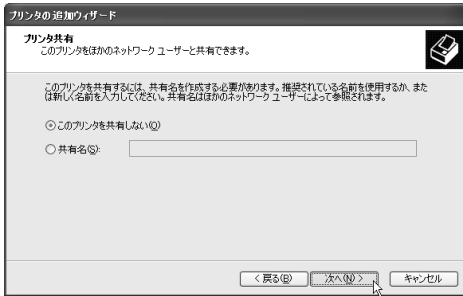 プリンタの追加ウィザード
プリンタ共有
このプリンタをほかのネットワーク ユーザーと共有できます。
このプリンタを共有するには、共有名を作成する必要があります。推奨されている名前を使用するか、また
は新しく名前を入力してください。共有名はほかのネットワーク ユーザーによって参照されます。
このプリンタを共有しない(O)
共有名(S):
< 戻る(B)
次へ(N) >
キャンセル